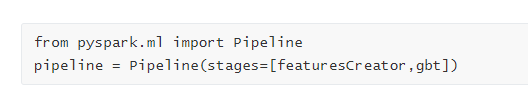 from pyspark.ml import Pipeline
pipeline = Pipeline(stages=[featuresCreator,gbt])